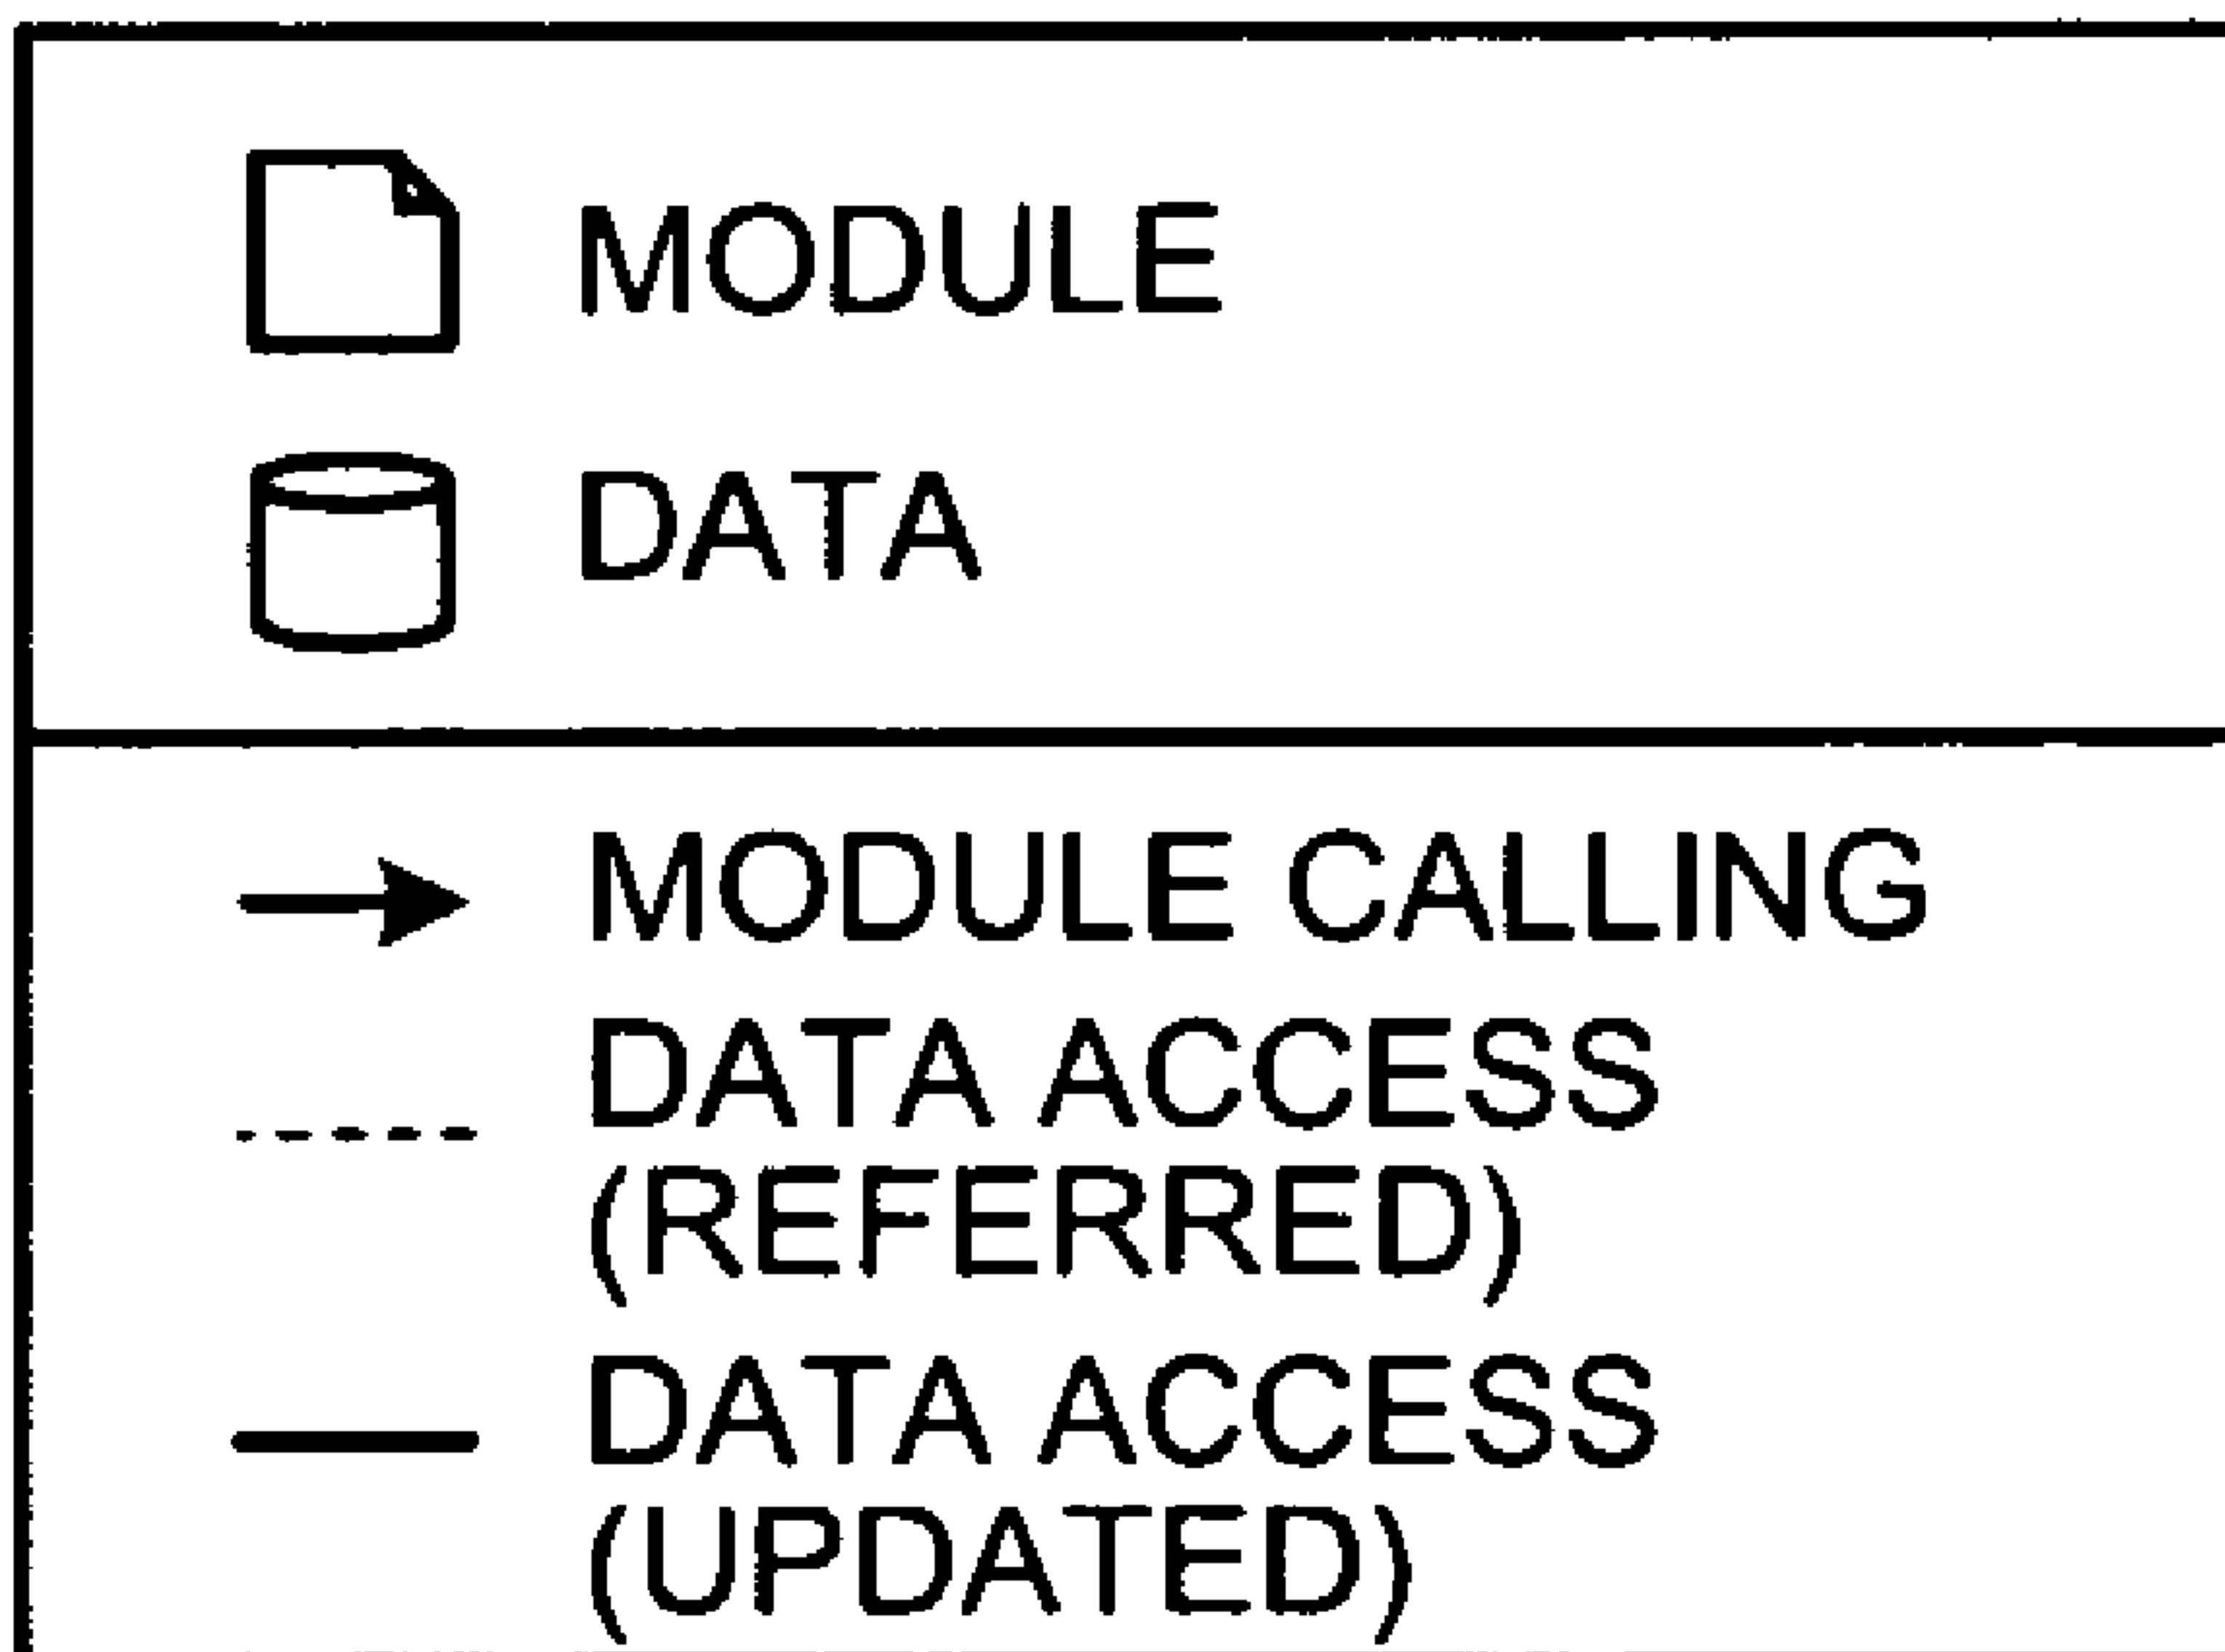 MODULE
DATA
MODULE CALLING
DATA ACCESS
(REFERRED)
DATA ACCESS
(UPDATED)